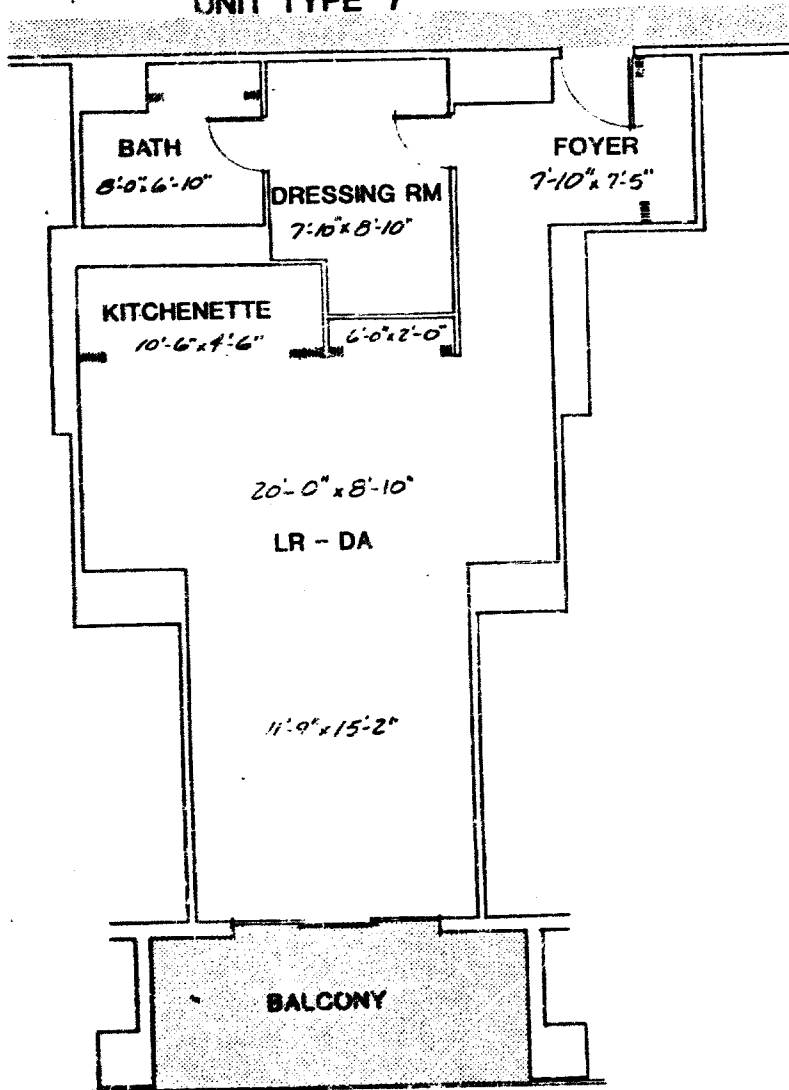 UNIT TYPE 7
BATH
8'-0"x6'-10"
DRESSING RM
7'-10"x8'-10"
FOYER
7'-10"x7'-5"
KITCHENETTE
10'-6"x4'-6"
6'-0"x2'-0"
20'-0"x8'-10"
LR - DA
11'-9"x15'-2"
BALCONY